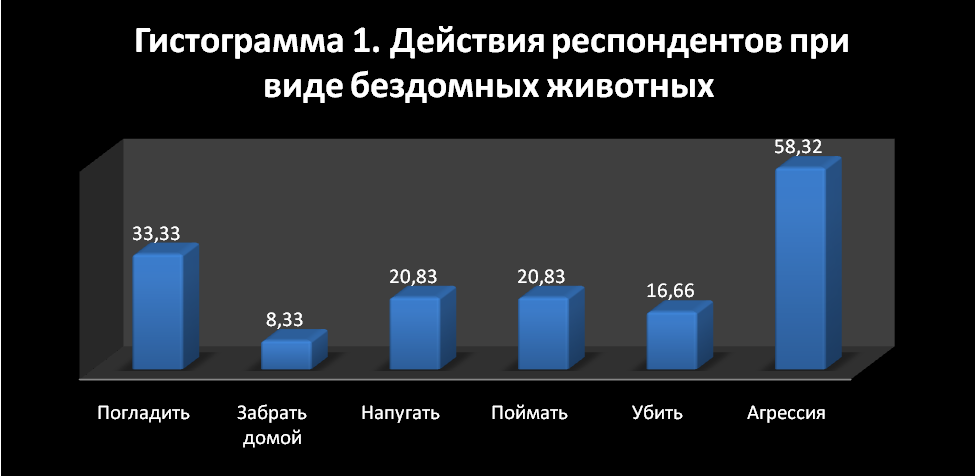 Гистограмма 1. Действия респондентов при
виде бездомных животных
58,32
33,33
20,83
20,83
16,66
8,33
Погладить
Забрать
домой
Напугать
Поймать
Убить
Агрессия